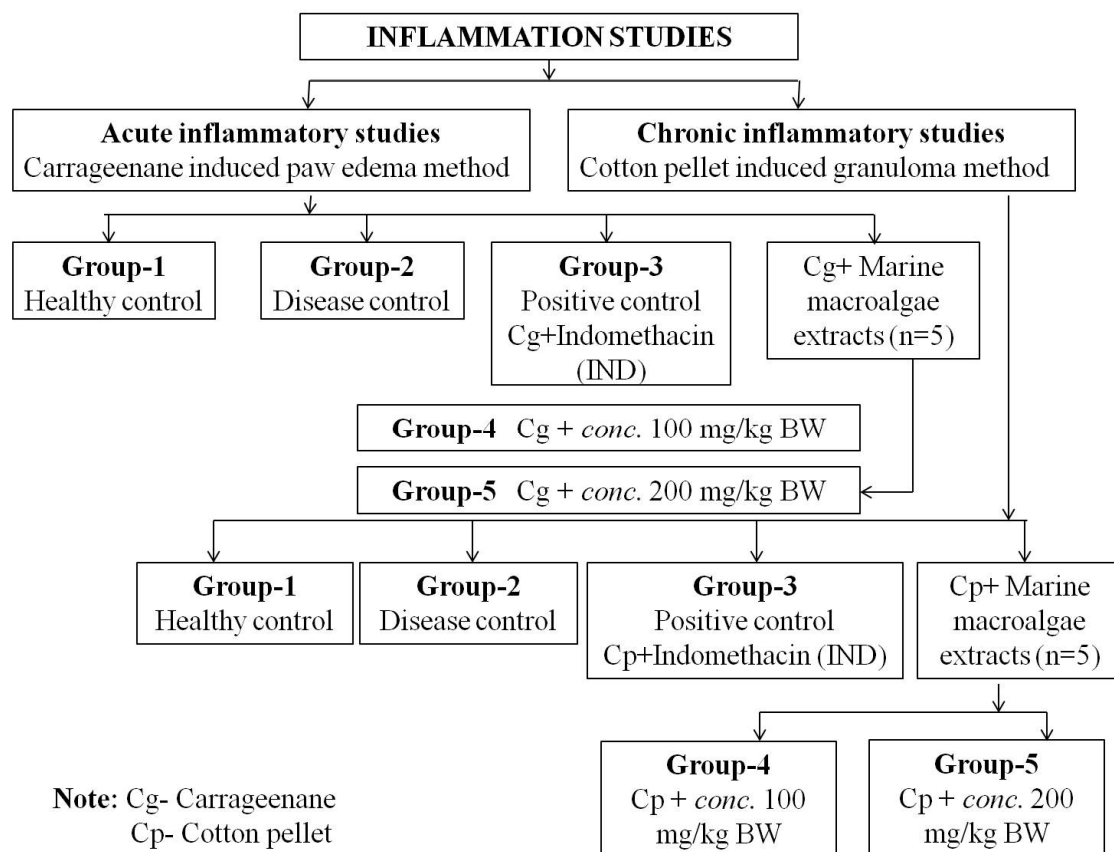 INFLAMMATION STUDIES
Acute inflammatory studies
Carrageenane induced paw edema method
Chronic inflammatory studies
Cotton pellet induced granuloma method
Group-1
Healthy control
Group-2
Disease control
Group-3
Positive control
Cg+Indomethacin
(IND)
Cg+ Marine
macroalgae
extracts (n=5)
Group-4 Cg + conc. 100 mg/kg BW
Group-5 Cg + conc. 200 mg/kg BW
Group-1
Healthy control
Group-2
Disease control
Group-3
Positive control
Cp+Indomethacin (IND)
Cp+ Marine
macroalgae
extracts (n=5)
Group-4
Cp + conc. 100
mg/kg BW
Group-5
Cp + conc. 200
mg/kg BW
Note: Cg- Carrageenane
Cp- Cotton pellet